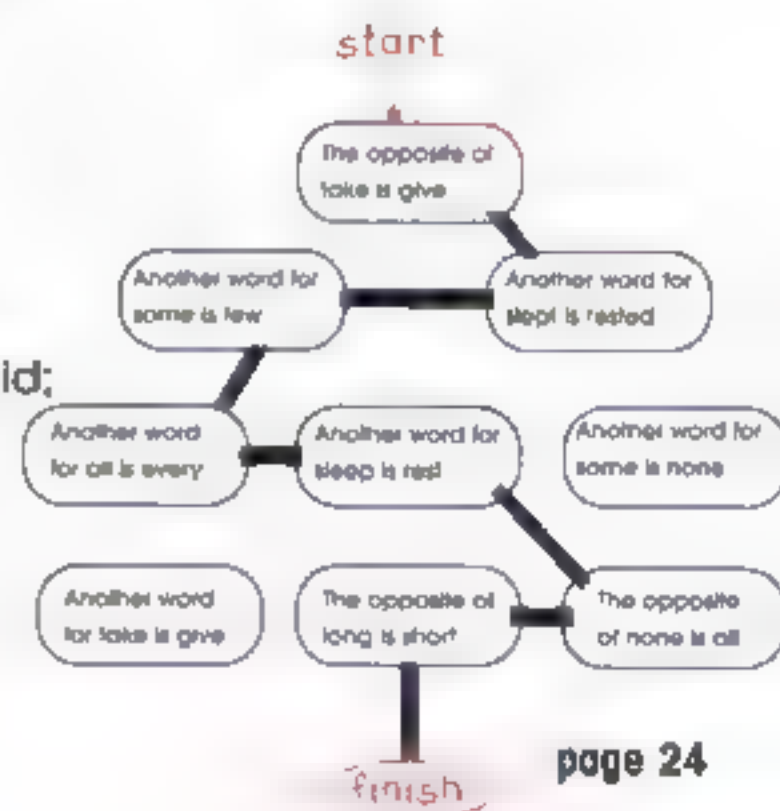 start
The opposite of
take is give
Another word for
some is few
Another word for
slept is rested
id;
Another word
for all is every
Another word for
sleep is rest
Another word for
some is none
Another word
for take is give
The opposite of
long is short
The opposite
of none is all
page 24
finish